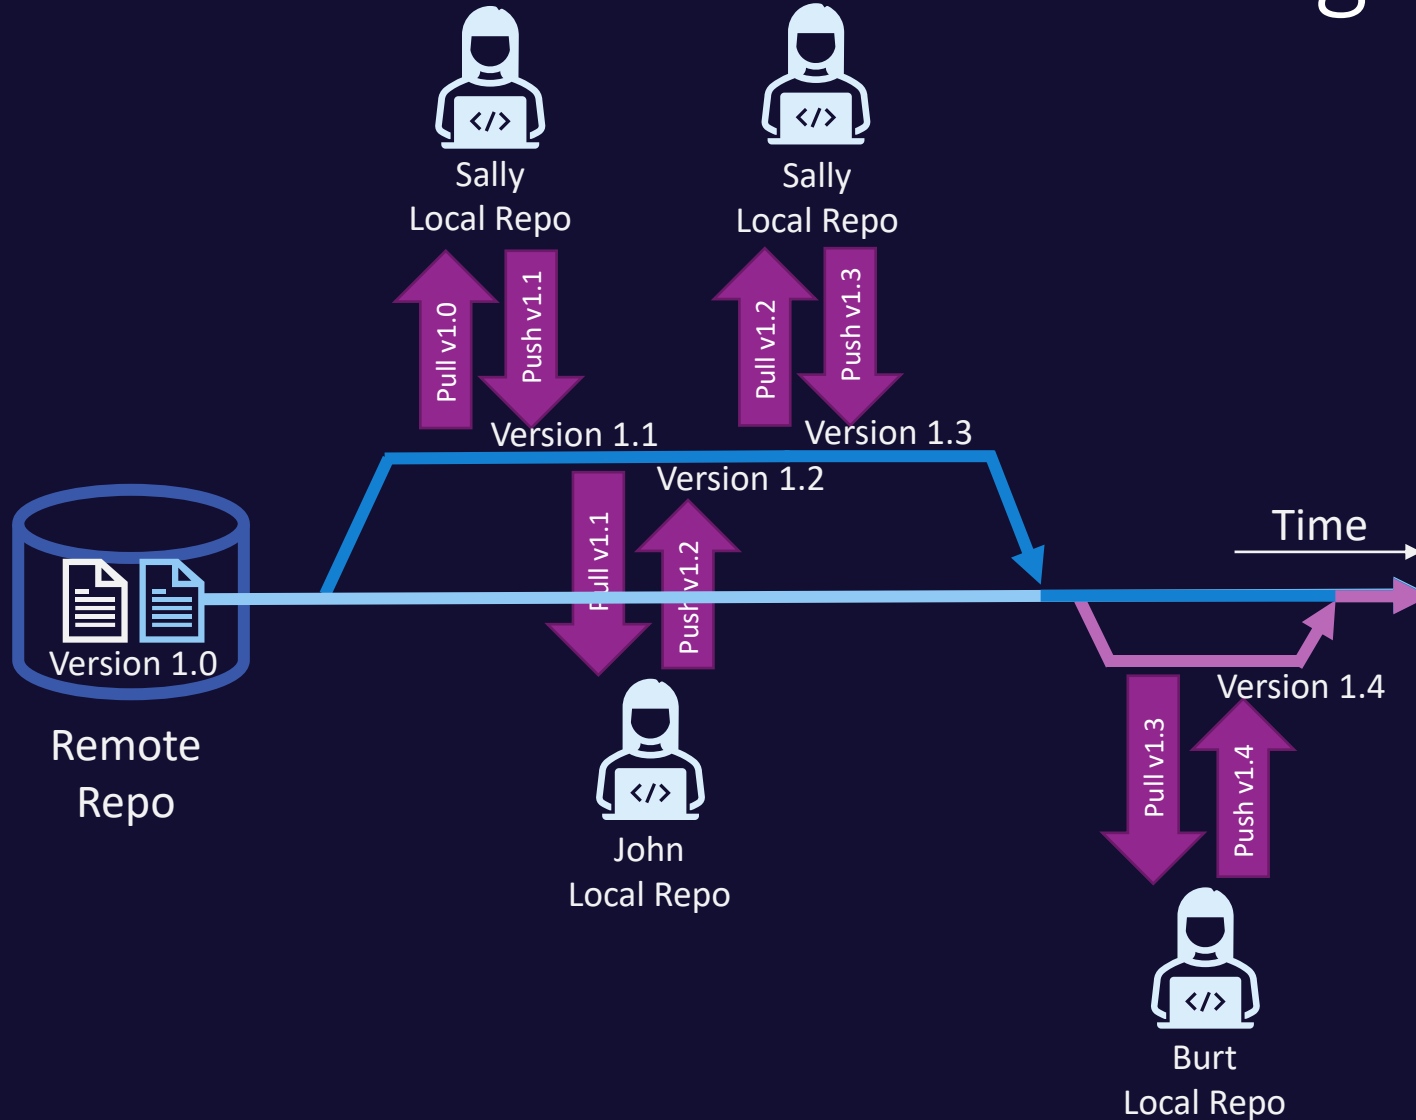 g
Sally
Local Repo
Sally
Local Repo
Pull v1.0
Push v1.1
Pull v1.2
Push v1.3
Version 1.1
Version 1.3
Version 1.2
Pull v1.1
Push v1.2
Time
Version 1.0
Remote
Repo
Version 1.4
Pull v1.3
Push v1.4
John
Local Repo
Burt
Local Repo